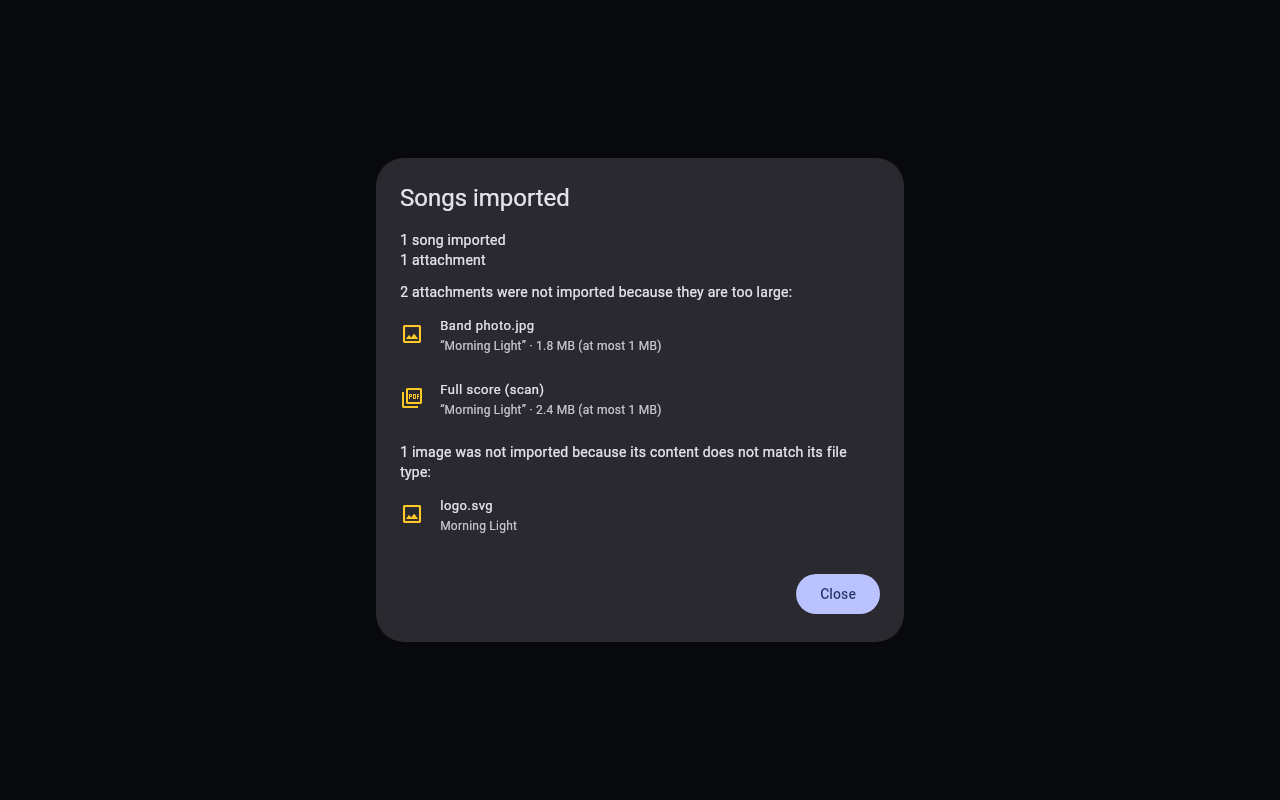 Songs imported
1 song imported
1 attachment
2 attachments were not imported because they are too large:
Band photo.jpg
“Morning Light” · 1.8 MB (at most 1 MB)
PDF
Full score (scan)
“Morning Light” · 2.4 MB (at most 1 MB)
1 image was not imported because its content does not match its file
type:
logo.svg
Morning Light
Close